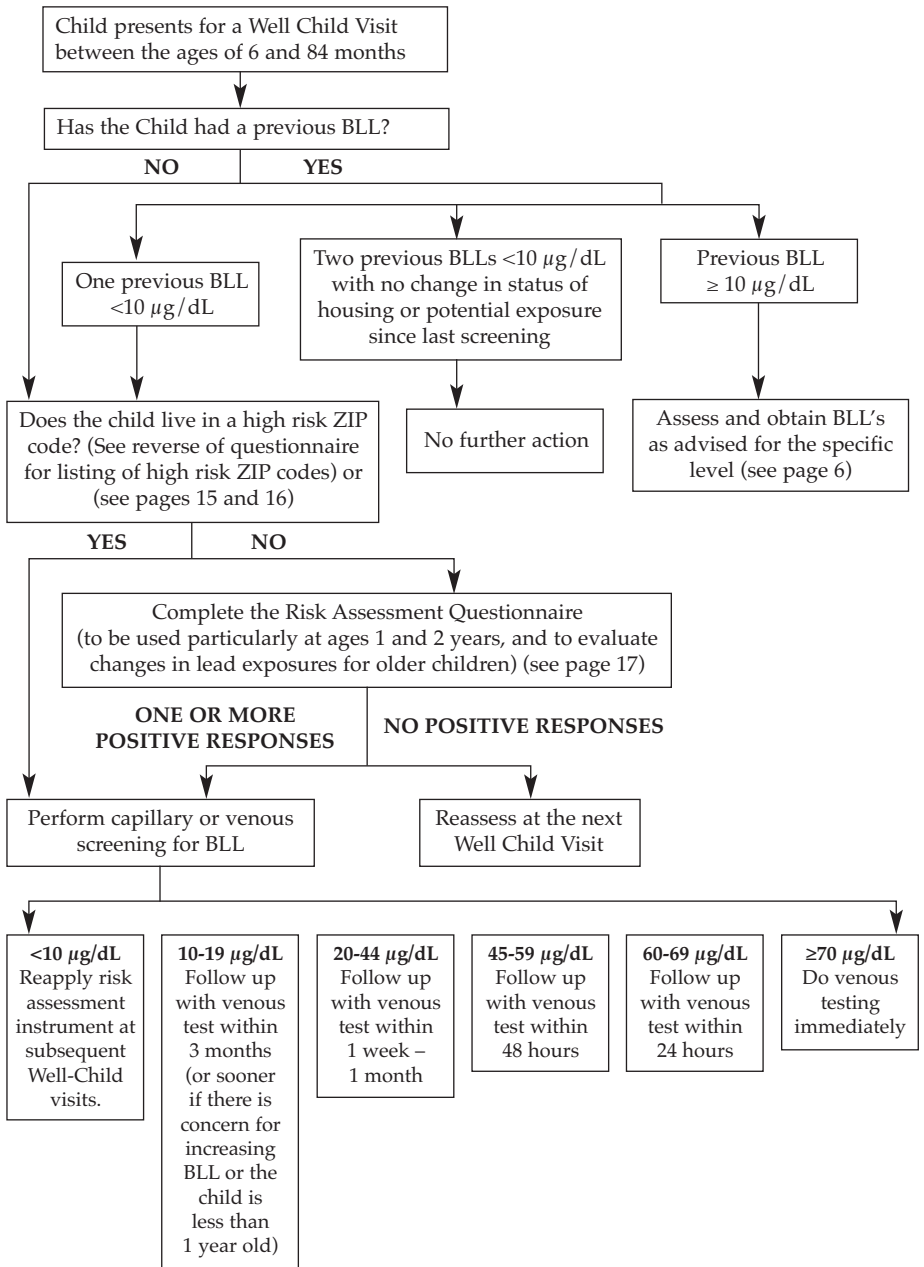 Child presents for a Well Child Visit
between the ages of 6 and 84 months
Has the Child had a previous BLL?
NO
YES
One previous BLL
<10 µg/dL
Two previous BLLs <10 µg/dL
with no change in status of
housing or potential exposure
since last screening
Previous BLL
≥ 10 µg/dL
Does the child live in a high risk ZIP
code? (See reverse of questionnaire
for listing of high risk ZIP codes) or
(see pages 15 and 16)
No further action
Assess and obtain BLL's
as advised for the specific
level (see page 6)
YES
NO
Complete the Risk Assessment Questionnaire
(to be used particularly at ages 1 and 2 years, and to evaluate
changes in lead exposures for older children) (see page 17)
ONE OR MORE
POSITIVE RESPONSES
NO POSITIVE RESPONSES
Perform capillary or venous
screening for BLL
Reassess at the next
Well Child Visit
<10 µg/dL
Reapply risk
assessment
instrument at
subsequent
Well-Child
visits.
10-19 µg/dL
Follow up
with venous
test within
3 months
(or sooner
if there is
concern for
increasing
BLL or the
child is
less than
1 year old)
20-44 µg/dL
Follow up
with venous
test within
1 week –
1 month
45-59 µg/dL
Follow up
with venous
test within
48 hours
60-69 µg/dL
Follow up
with venous
test within
24 hours
≥70 µg/dL
Do venous
testing
immediately